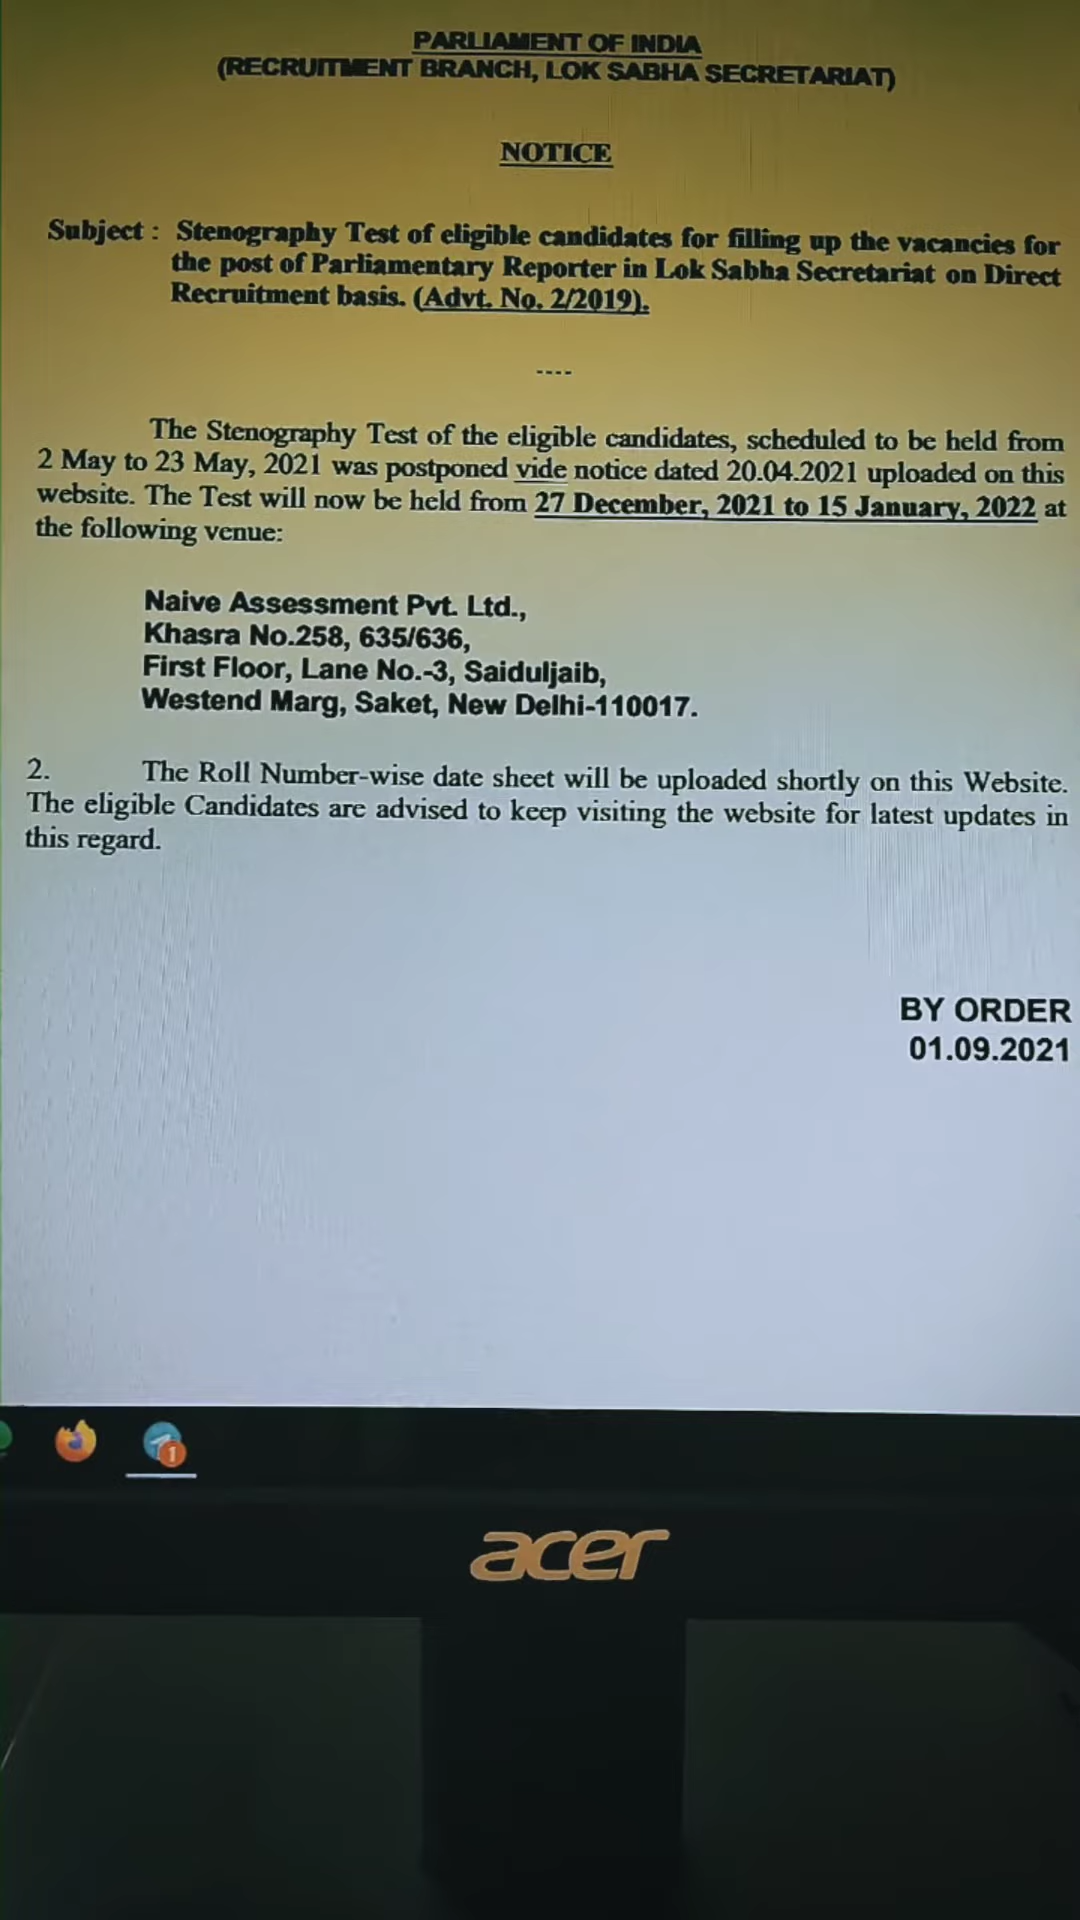 PARLIAMENT OF INDIA
(RECRUITMENT BRANCH, LOK SABHA SECRETARIAT)
NOTICE
Subject : Stenography Test of eligible candidates for filling up the vacancies for
the post of Parliamentary Reporter in Lok Sabha Secretariat on Direct
Recruitment basis. (Advt. No. 2/2019).
----
The Stenography Test of the eligible candidates, scheduled to be held from
2 May to 23 May, 2021 was postponed vide notice dated 20.04.2021 uploaded on this
website. The Test will now be held from 27 December, 2021 to 15 January, 2022 at
the following venue:
Naive Assessment Pvt. Ltd.,
Khasra No.258, 635/636,
First Floor, Lane No.-3, Saiduljaib,
Westend Marg, Saket, New Delhi-110017.
2. The Roll Number-wise date sheet will be uploaded shortly on this Website.
The eligible Candidates are advised to keep visiting the website for latest updates in
this regard.
BY ORDER
01.09.2021
1
acer